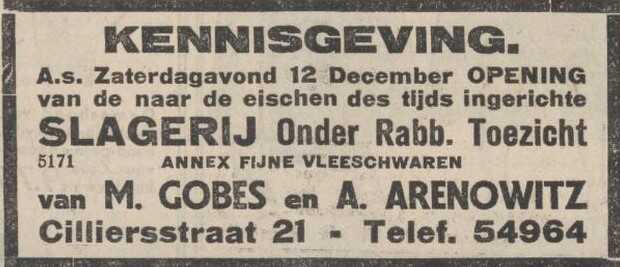 KENNISGEVING.
A.s. Zaterdagavond 12 December OPENING
van de naar de eischen des tijds ingerichte
SLAGERIJ Onder Rabb. Toezicht
5171 ANNEX FIJNE VLEESCHWAREN
van M. GOBES en A. ARENOWITZ
Cilliersstraat 21 - Telef. 54964